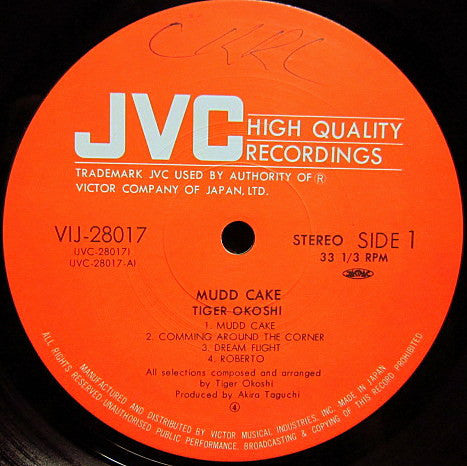 CKRC
JVC
HIGH QUALITY
RECORDINGS
TRADEMARK JVC USED BY AUTHORITY OF Ⓡ
VICTOR COMPANY OF JAPAN, LTD.
VIJ-28017
(JVC-28017)
(JVC-28017-A)
STEREO SIDE 1
33 1/3 RPM
MUDD CAKE
TIGER OKOSHI
1. MUDD CAKE
2. COMMING AROUND THE CORNER
3. DREAM FLIGHT
4. ROBERTO
All selections composed and arranged
by Tiger Okoshi
Produced by Akira Taguchi
④
MANUFACTURED AND DISTRIBUTED BY VICTOR MUSICAL INDUSTRIES, INC. MADE IN JAPAN
ALL RIGHTS RESERVED UNAUTHORISED PUBLIC PERFORMANCE, BROADCASTING & COPYING OF THIS RECORD PROHIBITED